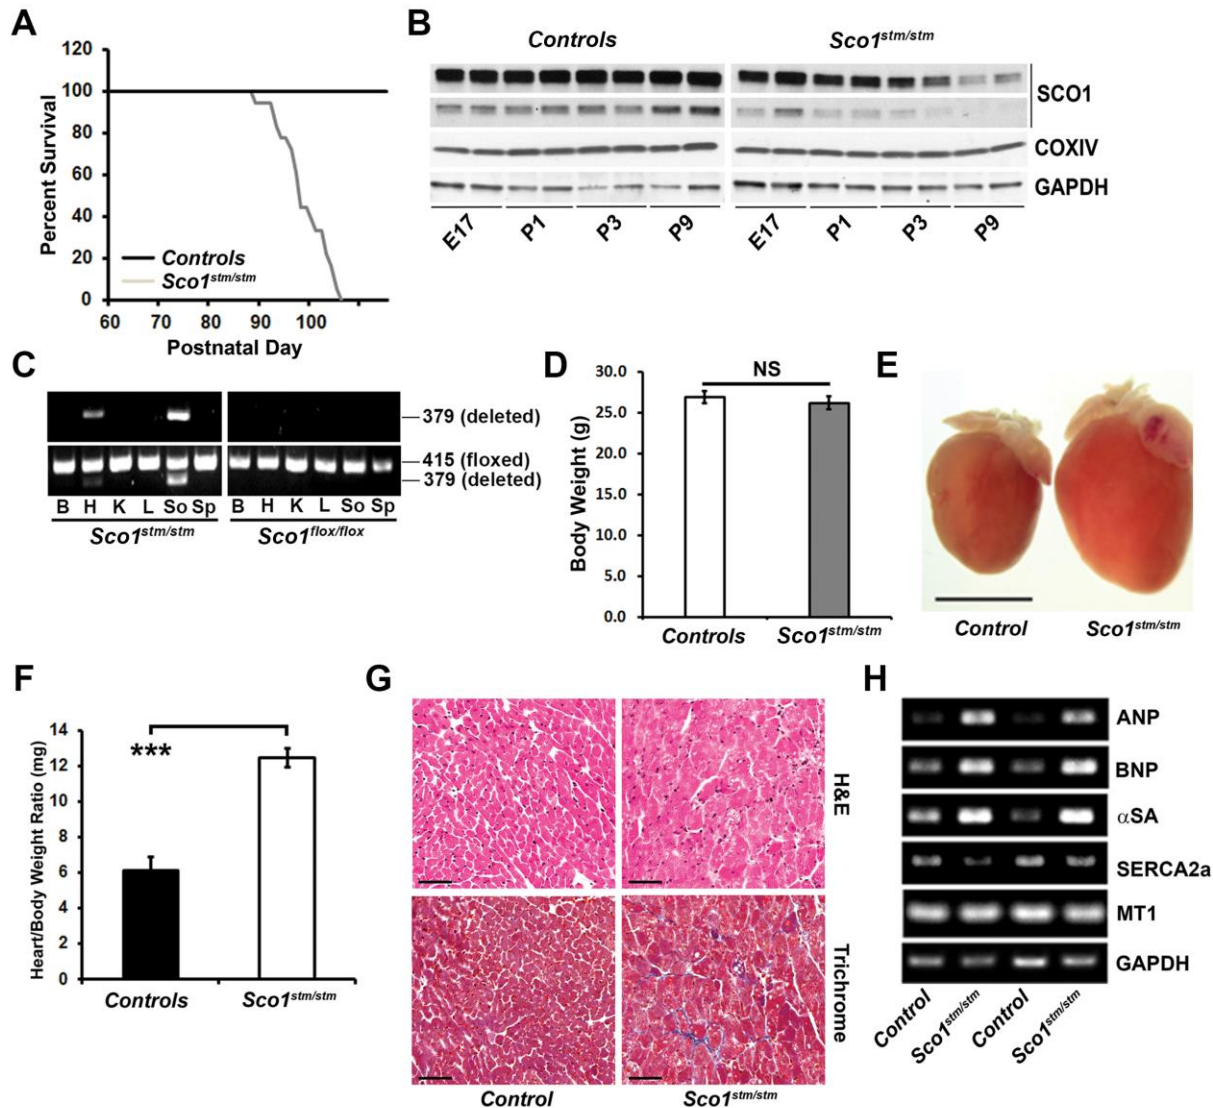 A
Percent Survival
120
100
80
60
40
20
0
Controls
Sco1stm/stm
60 70 80 90 100
Postnatal Day
B
Controls Sco1stm/stm
SCO1
COXIV
GAPDH
E17 P1 P3 P9 E17 P1 P3 P9
C
379 (deleted)
415 (floxed)
379 (deleted)
B H K L So Sp B H K L So Sp
Sco1stm/stm Sco1flox/flox
D
Body Weight (g)
NS
30.0
25.0
20.0
15.0
10.0
5.0
0.0
Controls Sco1stm/stm
E
Control Sco1stm/stm
F
Heart/Body Weight Ratio (mg)
14
12
10
8
6
4
2
0
***
Controls Sco1stm/stm
G
H&E
Trichrome
Control Sco1stm/stm
H
ANP
BNP
αSA
SERCA2a
MT1
GAPDH
Control Sco1stm/stm Control Sco1stm/stm